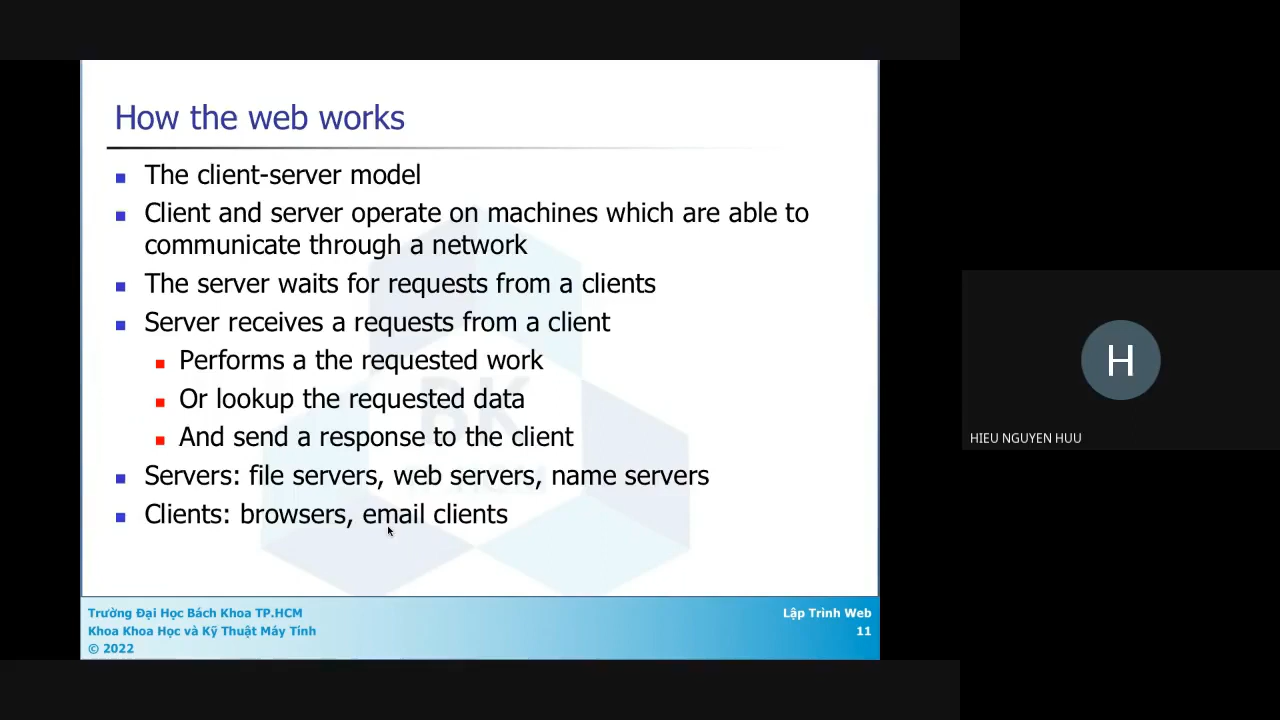 How the web works
The client-server model
Client and server operate on machines which are able to
communicate through a network
The server waits for requests from a clients
Server receives a requests from a client
Performs a the requested work
Or lookup the requested data
And send a response to the client
Servers: file servers, web servers, name servers
Clients: browsers, email clients
BK
Trường Đại Học Bách Khoa TP.HCM
Khoa Khoa Học và Kỹ Thuật Máy Tính
© 2022
Lập Trình Web
11
H
HIEU NGUYEN HUU